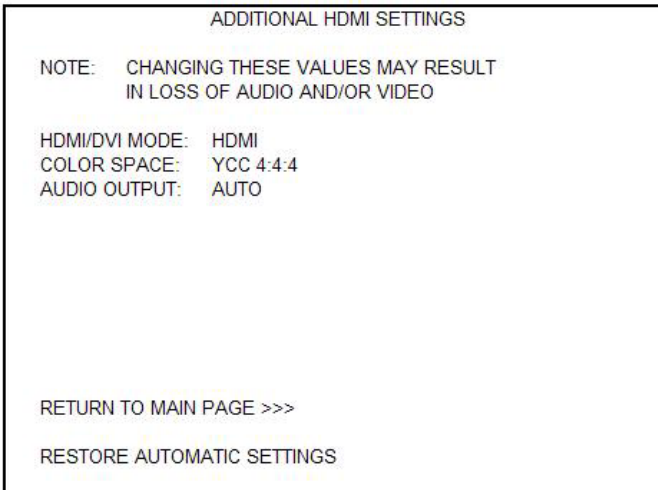 ADDITIONAL HDMI SETTINGS
NOTE: CHANGING THESE VALUES MAY RESULT
IN LOSS OF AUDIO AND/OR VIDEO
HDMI/DVI MODE: HDMI
COLOR SPACE: YCC 4:4:4
AUDIO OUTPUT: AUTO
RETURN TO MAIN PAGE >>>
RESTORE AUTOMATIC SETTINGS